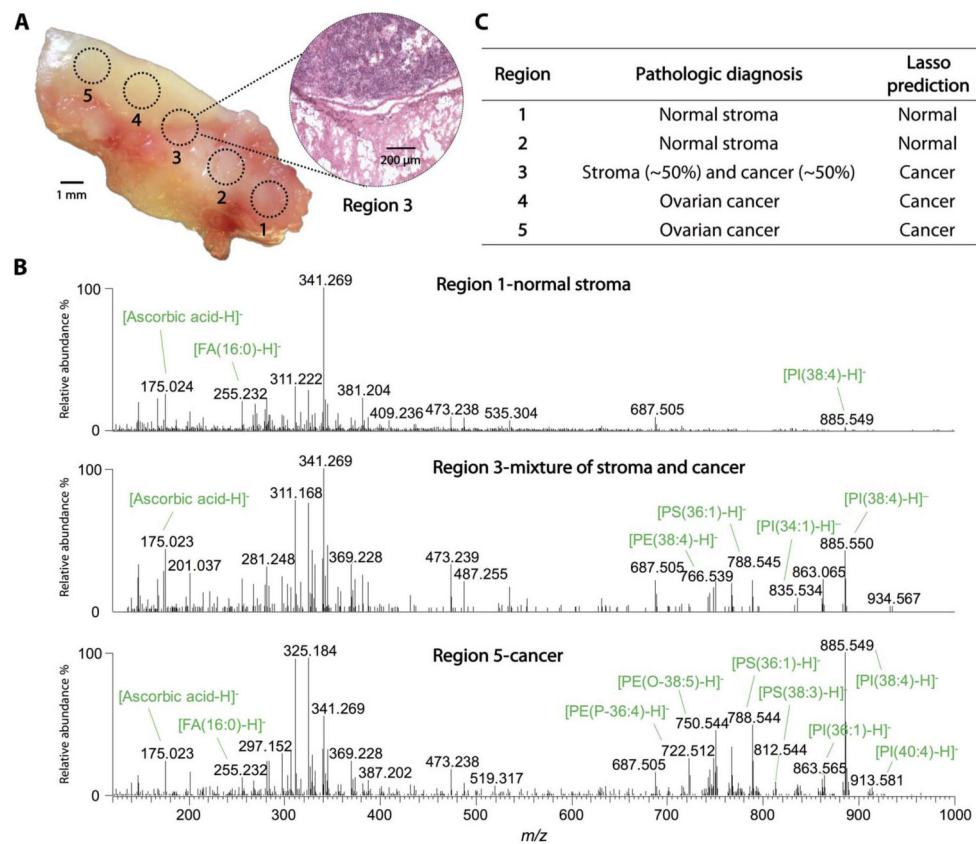 A
5
4
3
2
1
1 mm
200 µm
Region 3
C
Region Pathologic diagnosis Lasso prediction
1 Normal stroma Normal
2 Normal stroma Normal
3 Stroma (~50%) and cancer (~50%) Cancer
4 Ovarian cancer Cancer
5 Ovarian cancer Cancer
B
Region 1-normal stroma
Relative abundance %
100
0
[Ascorbic acid-H]⁻
175.024
[FA(16:0)-H]⁻
255.232
311.222
341.269
381.204
409.236
473.238
535.304
687.505
[PI(38:4)-H]⁻
885.549
Region 3-mixture of stroma and cancer
Relative abundance %
100
0
[Ascorbic acid-H]⁻
175.023
201.037
281.248
311.168
341.269
369.228
473.239
487.255
687.505
[PE(38:4)-H]⁻
766.539
[PS(36:1)-H]⁻
788.545
[PI(34:1)-H]⁻
835.534
863.065
[PI(38:4)-H]⁻
885.550
934.567
Region 5-cancer
Relative abundance %
100
0
[Ascorbic acid-H]⁻
175.023
[FA(16:0)-H]⁻
255.232
297.152
325.184
341.269
369.228
387.202
473.238
519.317
687.505
[PE(P-36:4)-H]⁻
722.512
[PE(O-38:5)-H]⁻
750.544
[PS(36:1)-H]⁻
788.544
[PS(38:3)-H]⁻
812.544
[PI(36:1)-H]⁻
863.565
885.549
[PI(38:4)-H]⁻
[PI(40:4)-H]⁻
913.581
200 300 400 500 600 700 800 900 1000
m/z